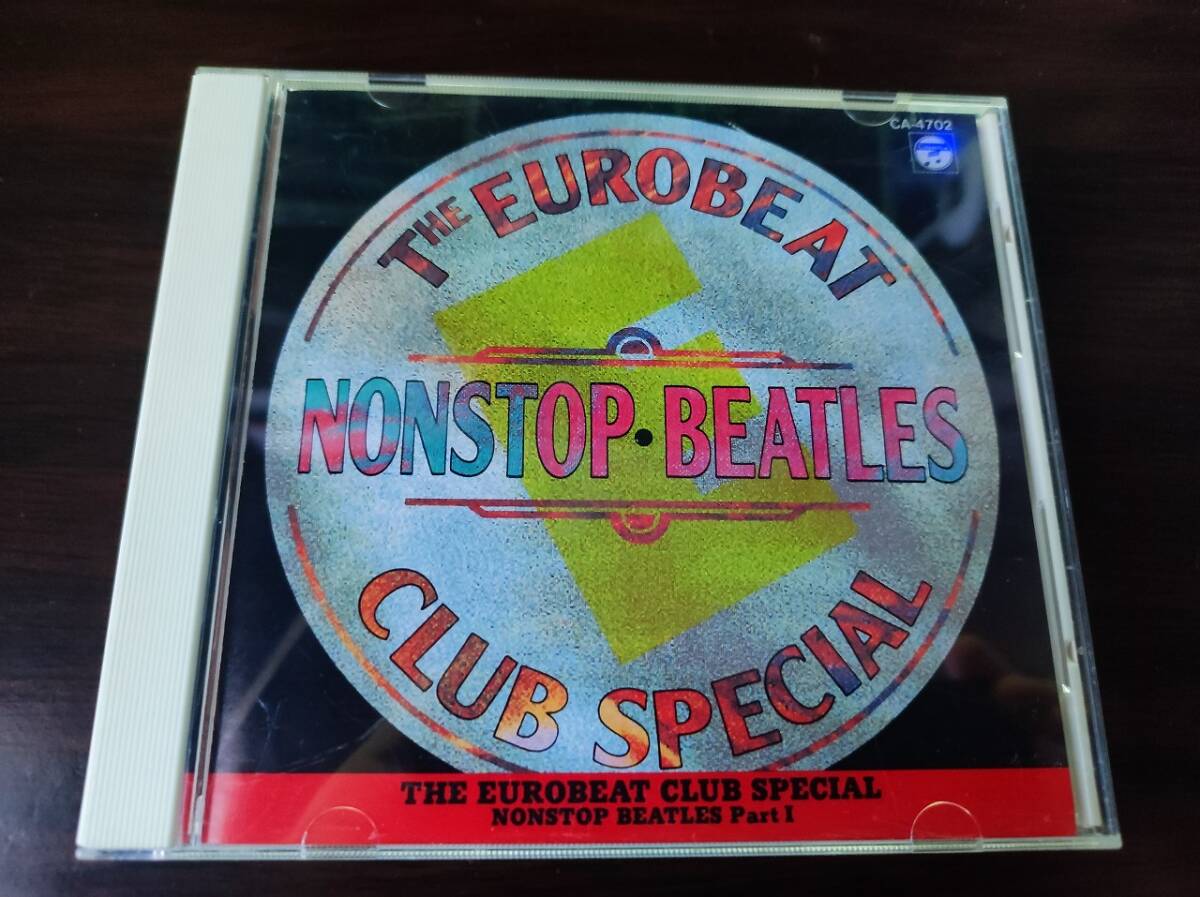 CA-4702
THE EUROBEAT
NONSTOP·BEATLES
CLUB SPECIAL
THE EUROBEAT CLUB SPECIAL
NONSTOP BEATLES Part I